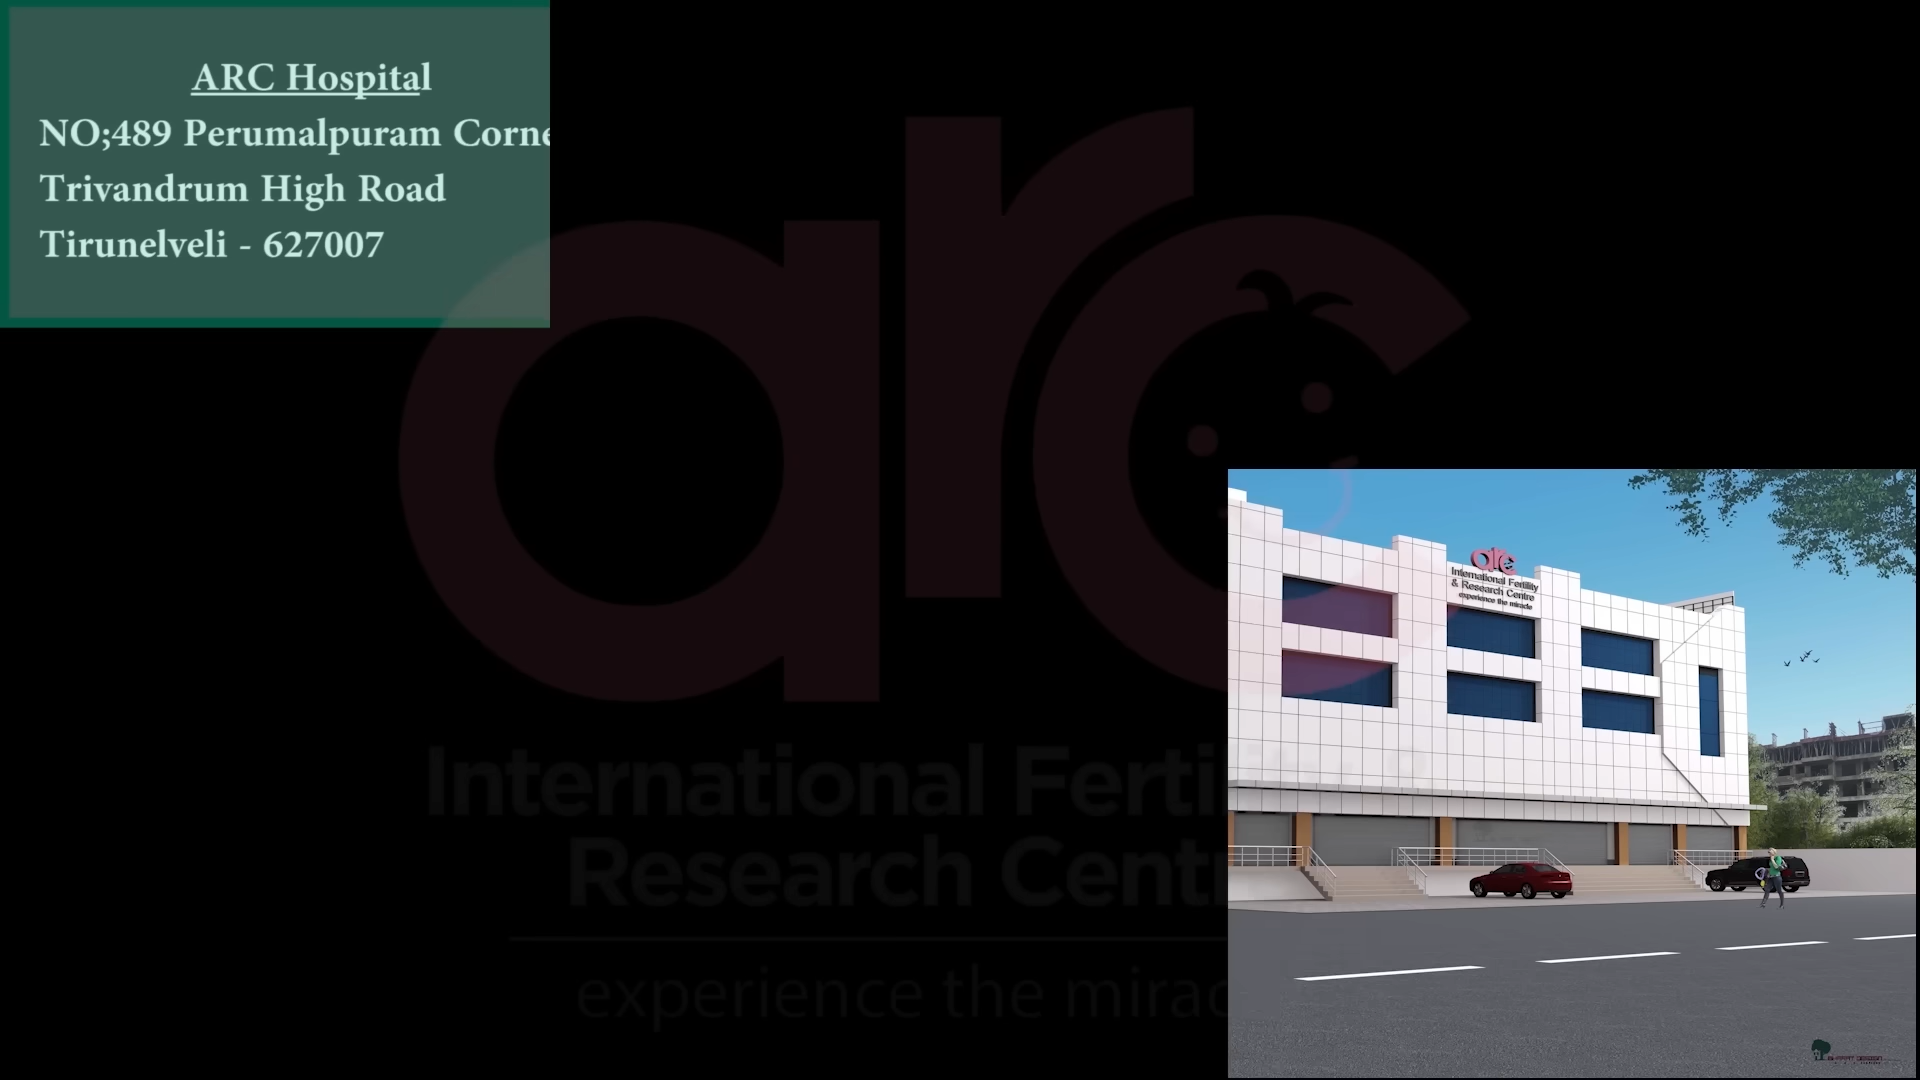 ARC Hospital
NO;489 Perumalpuram Corne
Trivandrum High Road
Tirunelveli - 627007
arc
International Fertility &
Research Centr
experience the mirac
arc
International Fertility
& Research Centre
experience the miracle